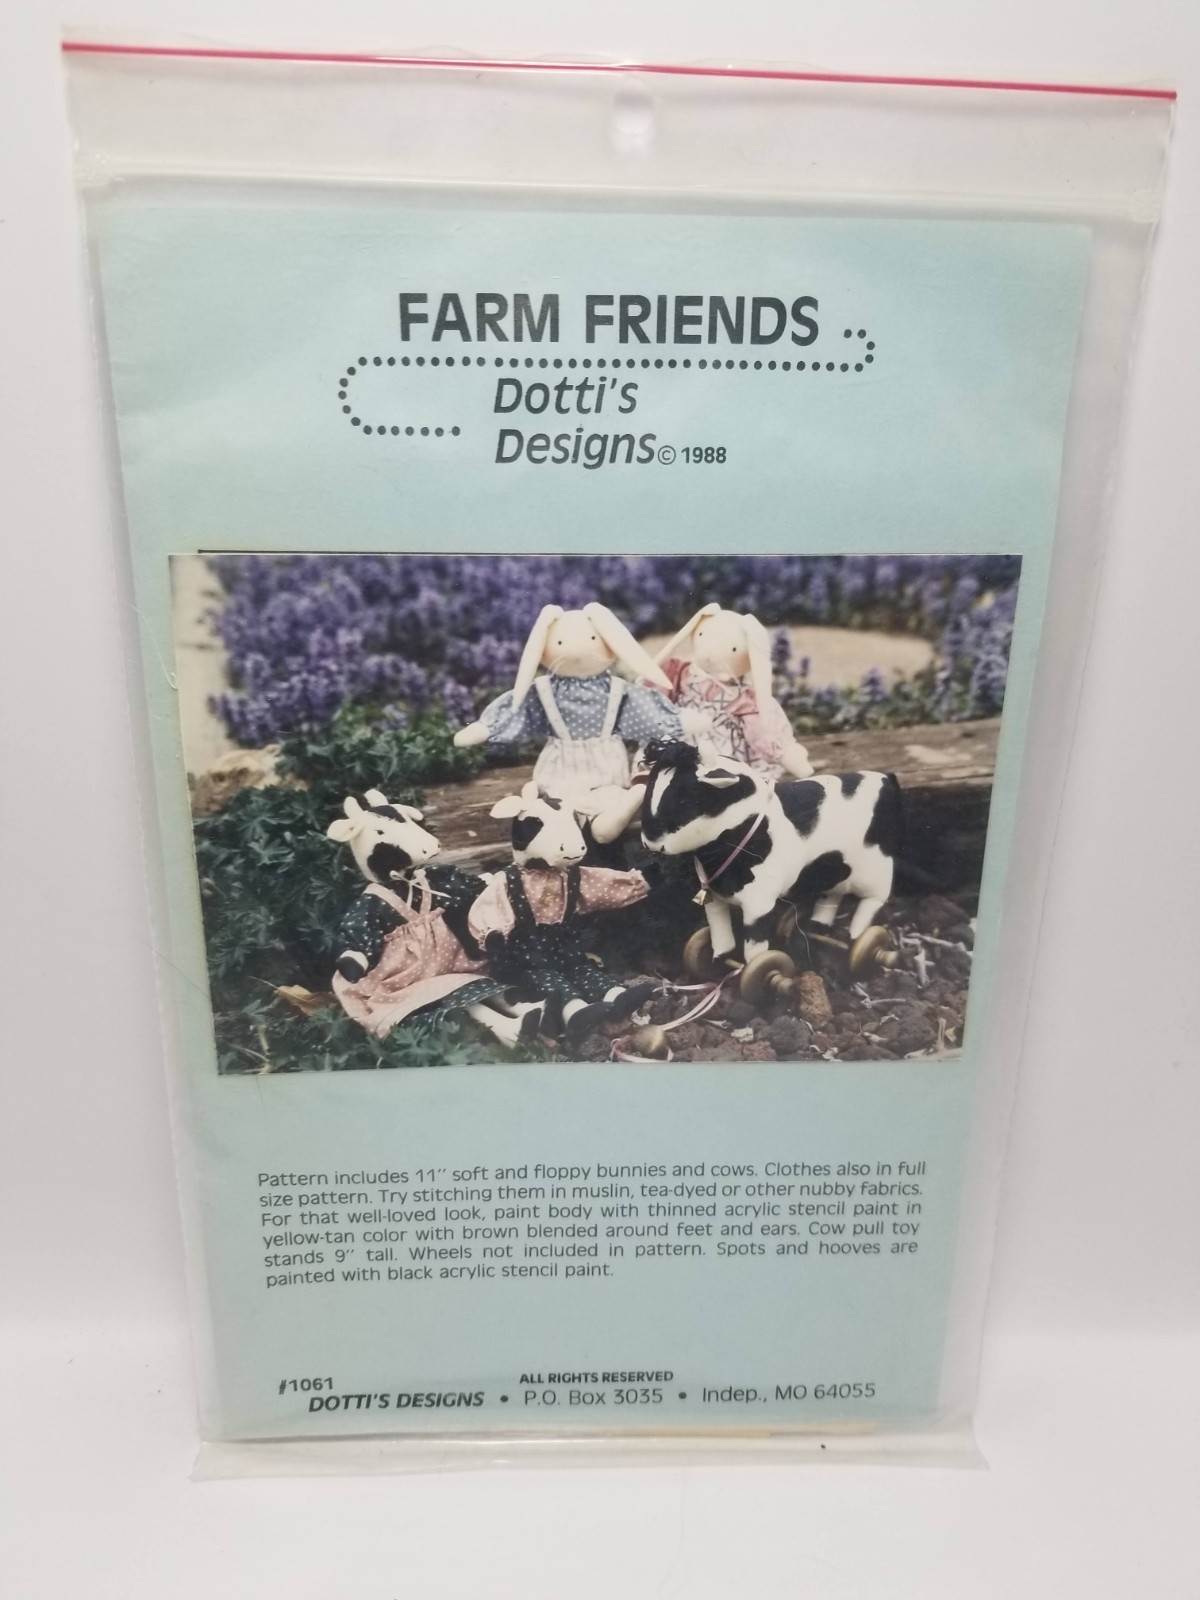 FARM FRIENDS
Dotti's
Designs © 1988
Pattern includes 11" soft and floppy bunnies and cows. Clothes also in full
size pattern. Try stitching them in muslin, tea-dyed or other nubby fabrics.
For that well-loved look, paint body with thinned acrylic stencil paint in
yellow-tan color with brown blended around feet and ears. Cow pull toy
stands 9" tall. Wheels not included in pattern. Spots and hooves are
painted with black acrylic stencil paint.
#1061
ALL RIGHTS RESERVED
DOTTI'S DESIGNS • P.O. Box 3035 • Indep., MO 64055